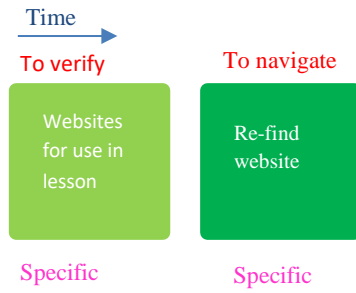 Time
To verify
To navigate
Websites
for use in
lesson
Re-find
website
Specific
Specific